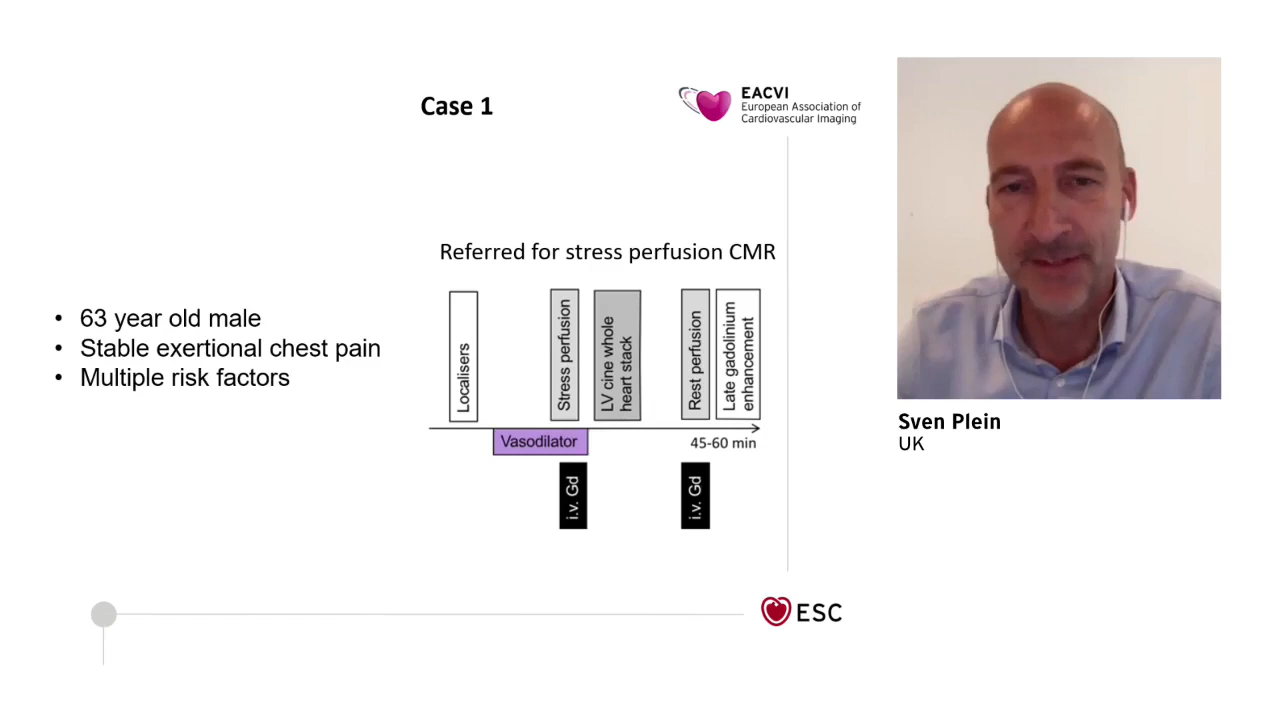 Case 1
EACVI
European Association of
Cardiovascular Imaging
Referred for stress perfusion CMR
• 63 year old male
• Stable exertional chest pain
• Multiple risk factors
Localisers
Stress perfusion
LV cine whole
heart stack
Rest perfusion
Late gadolinium
enhancement
Vasodilator
45-60 min
i.v. Gd
i.v. Gd
Sven Plein
UK
ESC